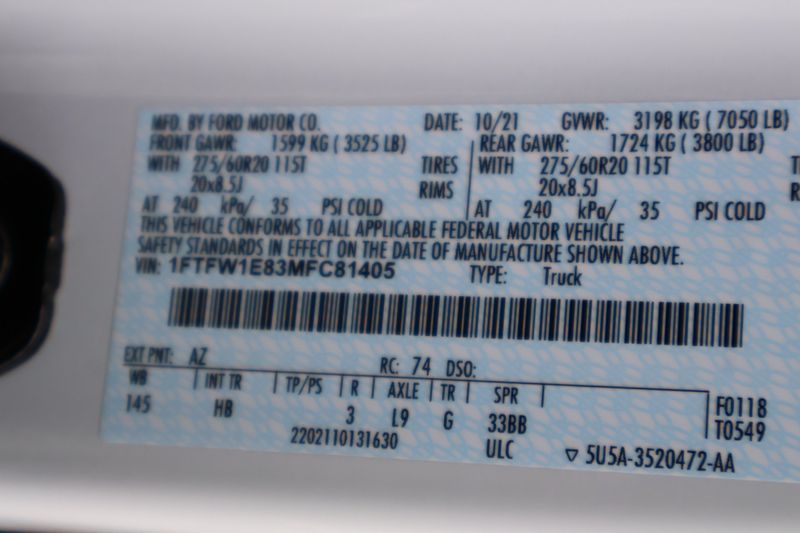 MFD. BY FORD MOTOR CO. DATE: 10/21 GVWR: 3198 KG ( 7050 LB)
FRONT GAWR: 1599 KG ( 3525 LB) REAR GAWR: 1724 KG ( 3800 LB)
WITH 275/60R20 115T TIRES WITH 275/60R20 115T TI
20x8.5J RIMS 20x8.5J R
AT 240 kPa/ 35 PSI COLD AT 240 kPa/ 35 PSI COLD
THIS VEHICLE CONFORMS TO ALL APPLICABLE FEDERAL MOTOR VEHICLE
SAFETY STANDARDS IN EFFECT ON THE DATE OF MANUFACTURE SHOWN ABOVE.
VIN: 1FTFW1E83MFC81405 TYPE: Truck
EXT PNT: AZ RC: 74 DSO:
WB INT TR TP/PS R AXLE TR SPR
145 HB 3 L9 G 33BB F0118
2202110131630 ULC T0549
▽ 5U5A-3520472-AA